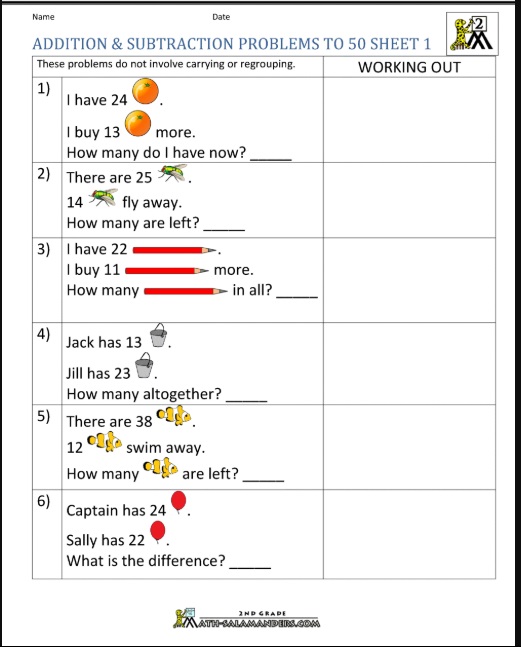 Name Date
2
ADDITION & SUBTRACTION PROBLEMS TO 50 SHEET 1
These problems do not involve carrying or regrouping. WORKING OUT
1) I have 24 .
I buy 13 more.
How many do I have now? _____
2) There are 25 .
14 fly away.
How many are left? _____
3) I have 22 .
I buy 11 more.
How many in all? _____
4) Jack has 13 .
Jill has 23 .
How many altogether? _____
5) There are 38 .
12 swim away.
How many are left? _____
6) Captain has 24 .
Sally has 22 .
What is the difference? _____
2ND GRADE
MATH-SALAMANDERS.COM